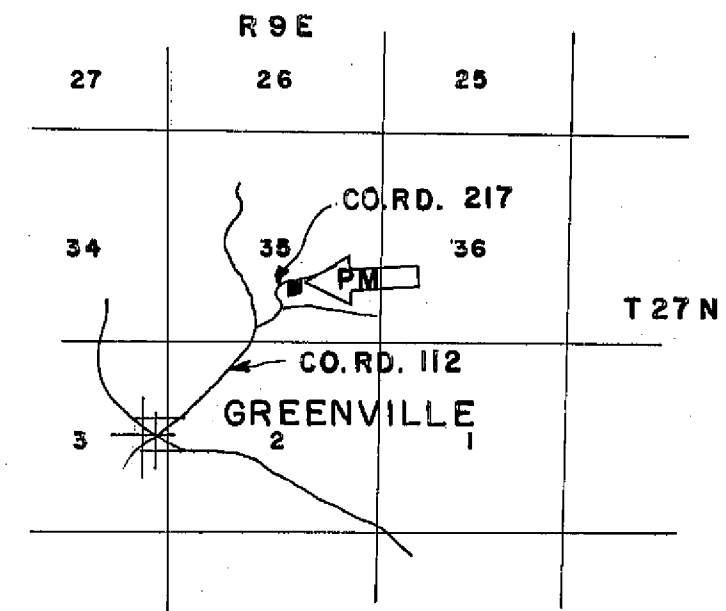 R 9 E
27 26 25
CO. RD. 217
34 35 36
PM
T 27 N
CO. RD. 112
GREENVILLE
3 2 1